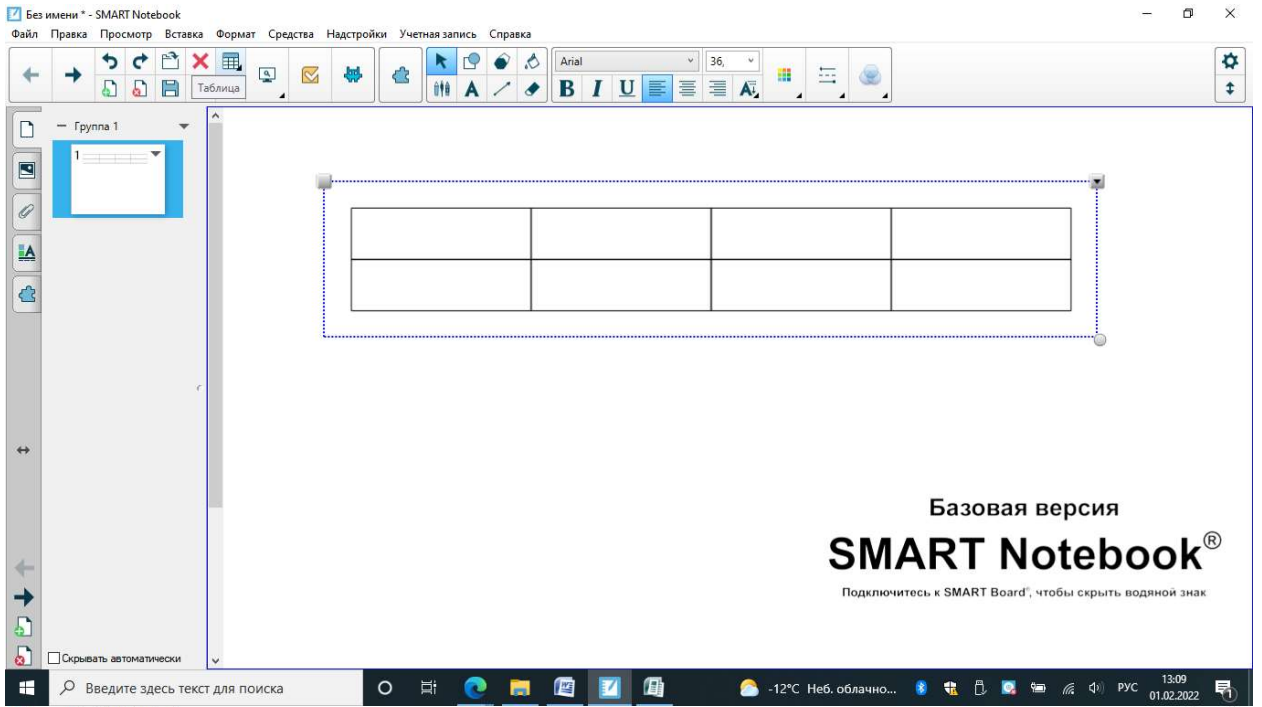 Без имени * - SMART Notebook
Файл Правка Просмотр Вставка Формат Средства Надстройки Учетная запись Справка
Arial 36,
A B I U A
Таблица
Группа 1
1
Базовая версия
SMART Notebook®
Подключитесь к SMART Board®, чтобы скрыть водяной знак
Скрывать автоматически
Введите здесь текст для поиска
-12°C Неб. облачно... РУС 13:09
01.02.2022